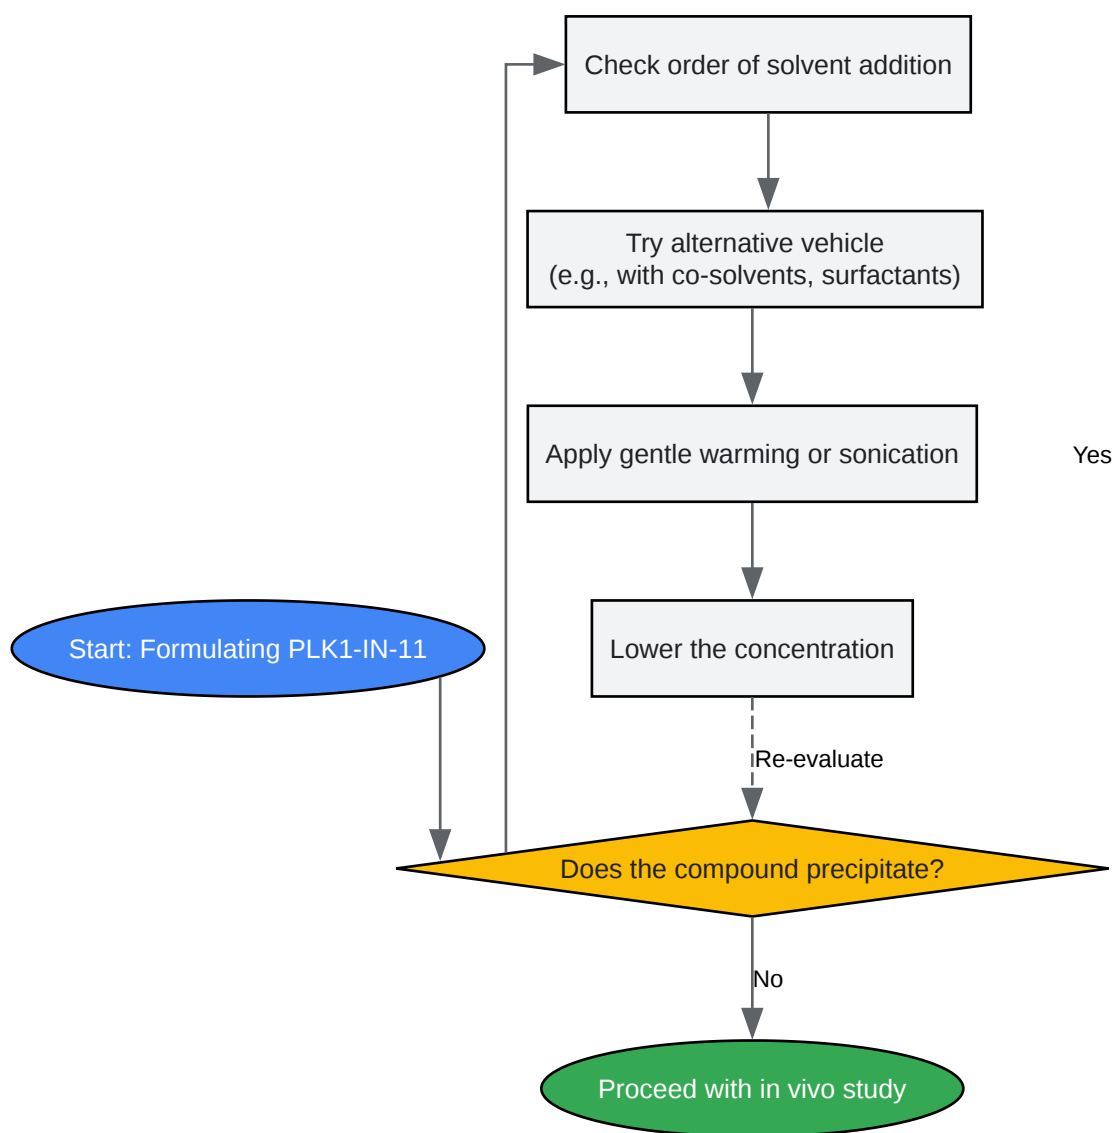 Check order of solvent addition
Try alternative vehicle
(e.g., with co-solvents, surfactants)
Apply gentle warming or sonication
Yes
Lower the concentration
Start: Formulating PLK1-IN-11
Re-evaluate
Does the compound precipitate?
No
Proceed with in vivo study